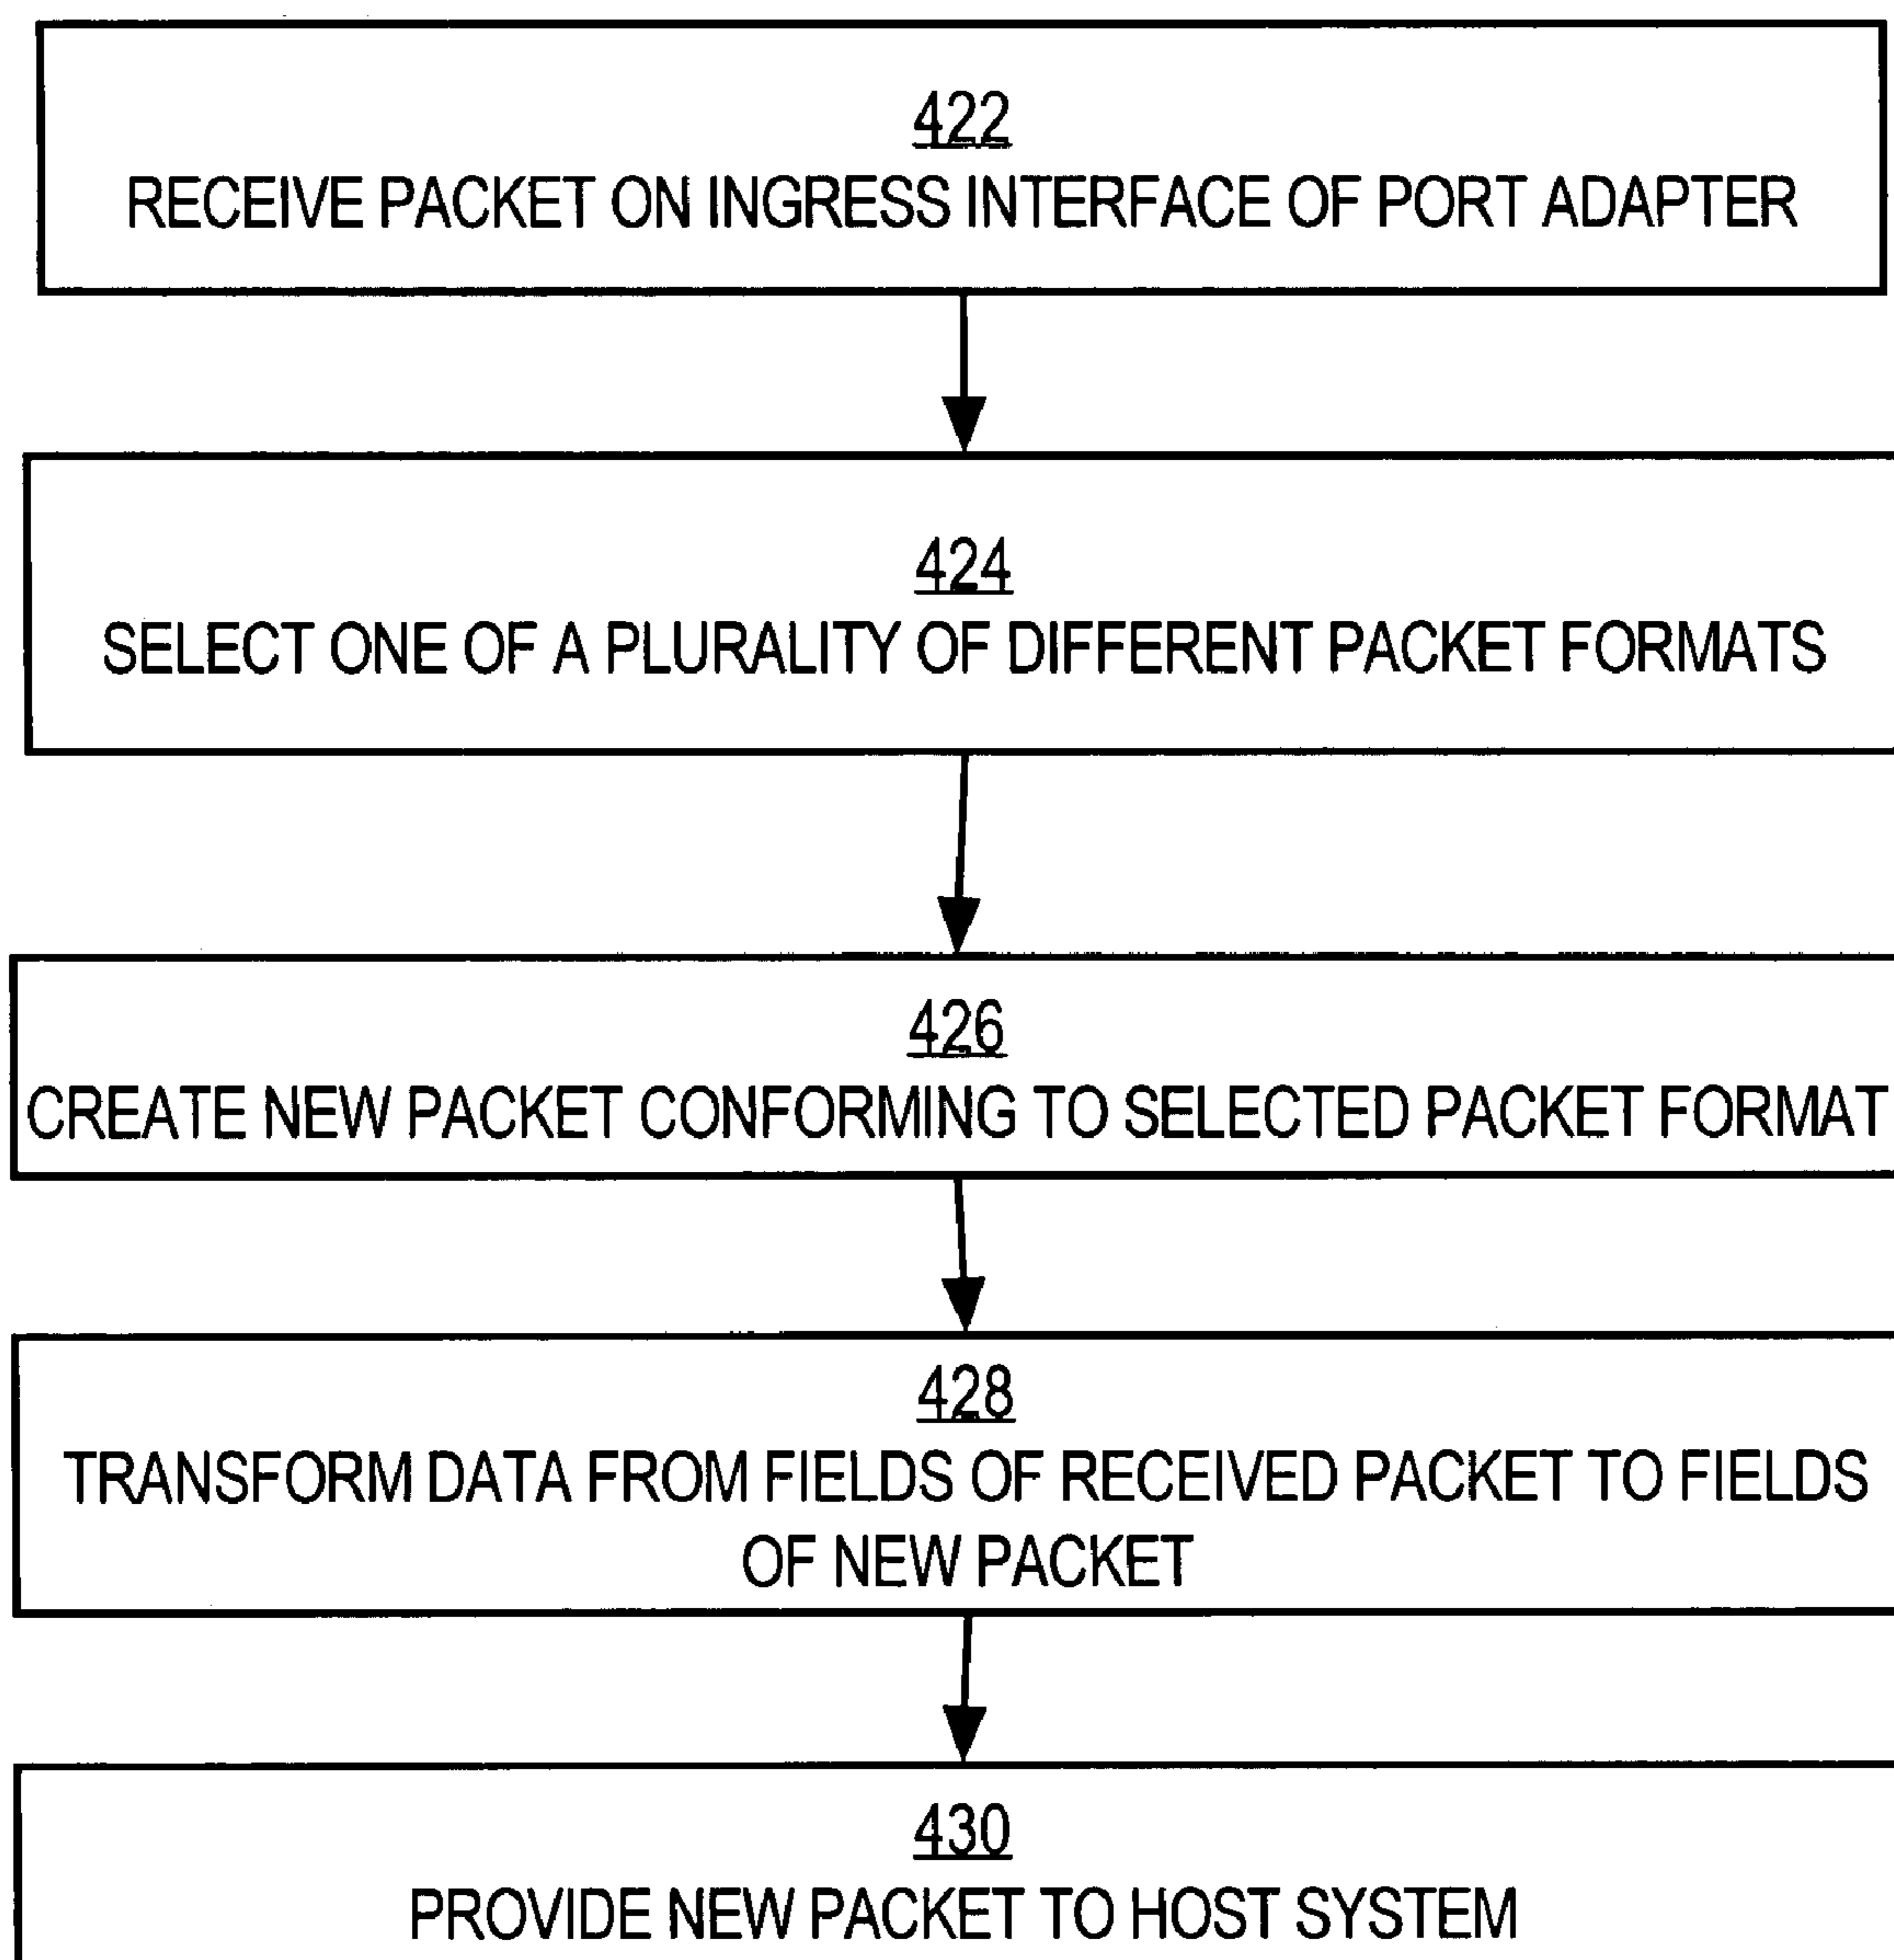 422
RECEIVE PACKET ON INGRESS INTERFACE OF PORT ADAPTER
424
SELECT ONE OF A PLURALITY OF DIFFERENT PACKET FORMATS
426
CREATE NEW PACKET CONFORMING TO SELECTED PACKET FORMAT
428
TRANSFORM DATA FROM FIELDS OF RECEIVED PACKET TO FIELDS
OF NEW PACKET
430
PROVIDE NEW PACKET TO HOST SYSTEM